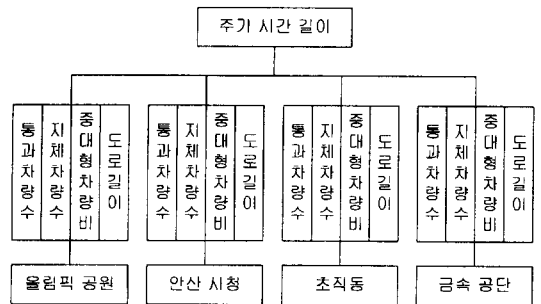 주기 시간 길이
통과차량수 지체차량수 중대형차량비 도로길이
통과차량수 지체차량수 중대형차량비 도로길이
통과차량수 지체차량수 중대형차량비 도로길이
통과차량수 지체차량수 중대형차량비 도로길이
올림픽 공원 안산 시청 초직동 금속 공단